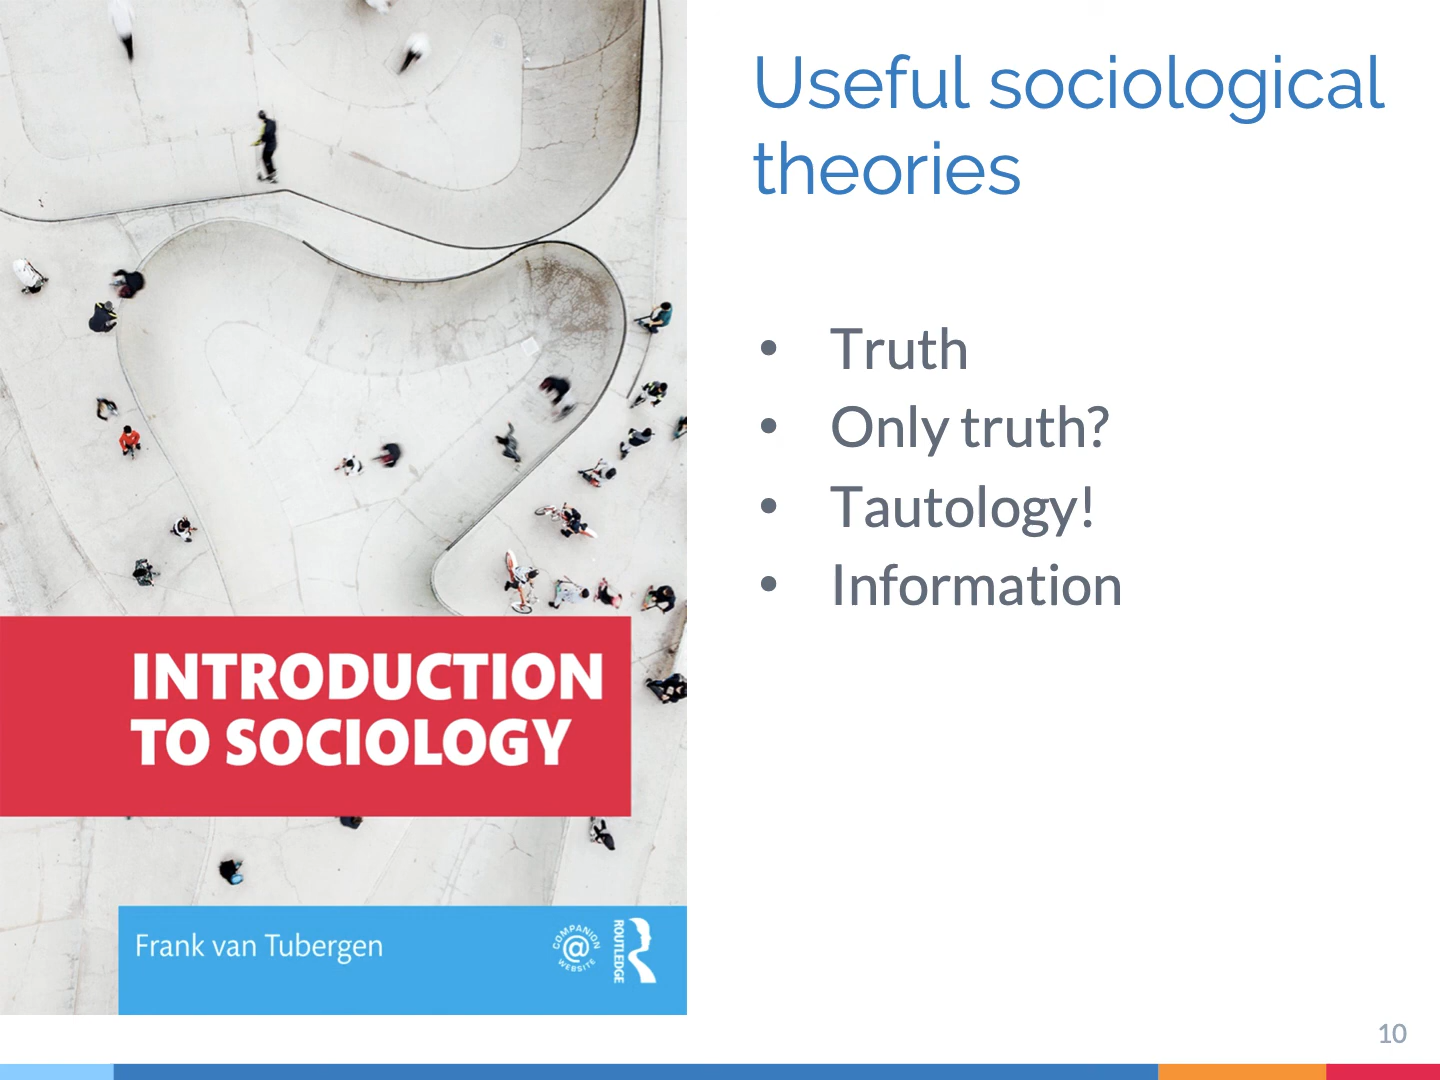 Useful sociological
theories
• Truth
• Only truth?
• Tautology!
• Information
INTRODUCTION
TO SOCIOLOGY
Frank van Tubergen
COMPANION
@
WEBSITE
ROUTLEDGE
10